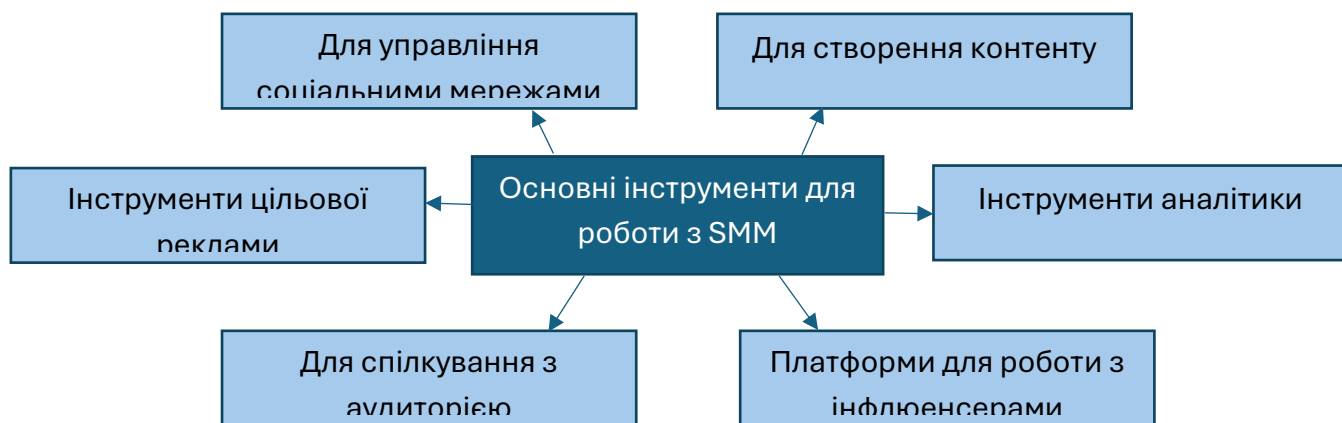 Для управління
соціальними мережами
Для створення контенту
Інструменти цільової
реклами
Основні інструменти для
роботи з SMM
Інструменти аналітики
Для спілкування з
аудиторією
Платформи для роботи з
інфлюенсерами